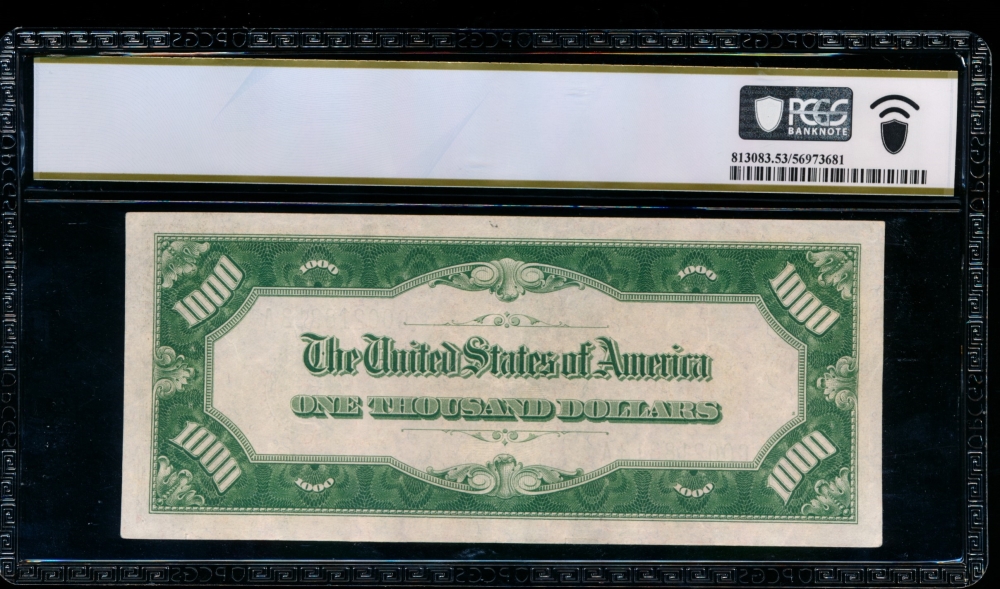 PCGS
BANKNOTE
813083.53/56973681
1000 1000 1000 1000
The United States of America
ONE THOUSAND DOLLARS
1000 1000 1000 1000